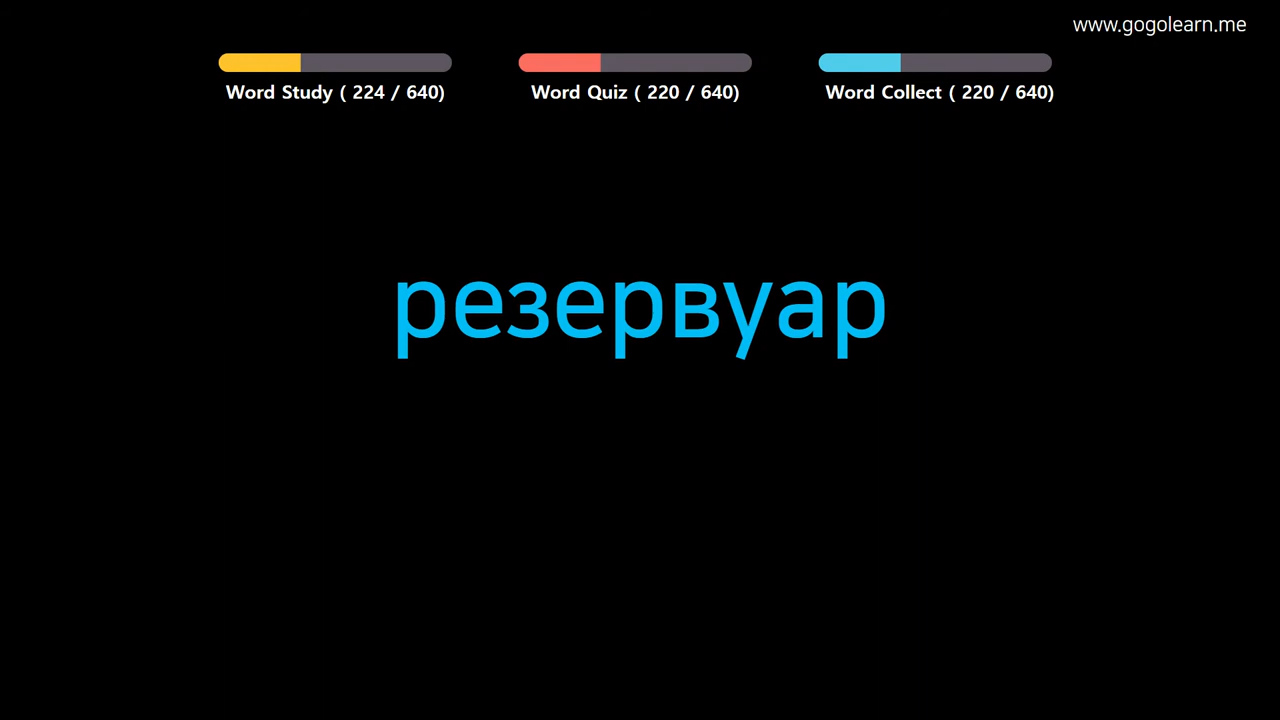 www.gogolearn.me
Word Study ( 224 / 640)
Word Quiz ( 220 / 640)
Word Collect ( 220 / 640)
резервуар